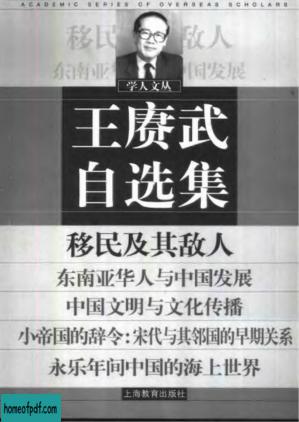 ACADEMIC SERIES OF OVERSEAS SCHOLARS
移民及其敌人
东南亚华人与中国发展
学人文丛
王赓武
自选集
移民及其敌人
东南亚华人与中国发展
中国文明与文化传播
小帝国的辞令:宋代与其邻国的早期关系
永乐年间中国的海上世界
上海教育出版社
homeofpdf.com